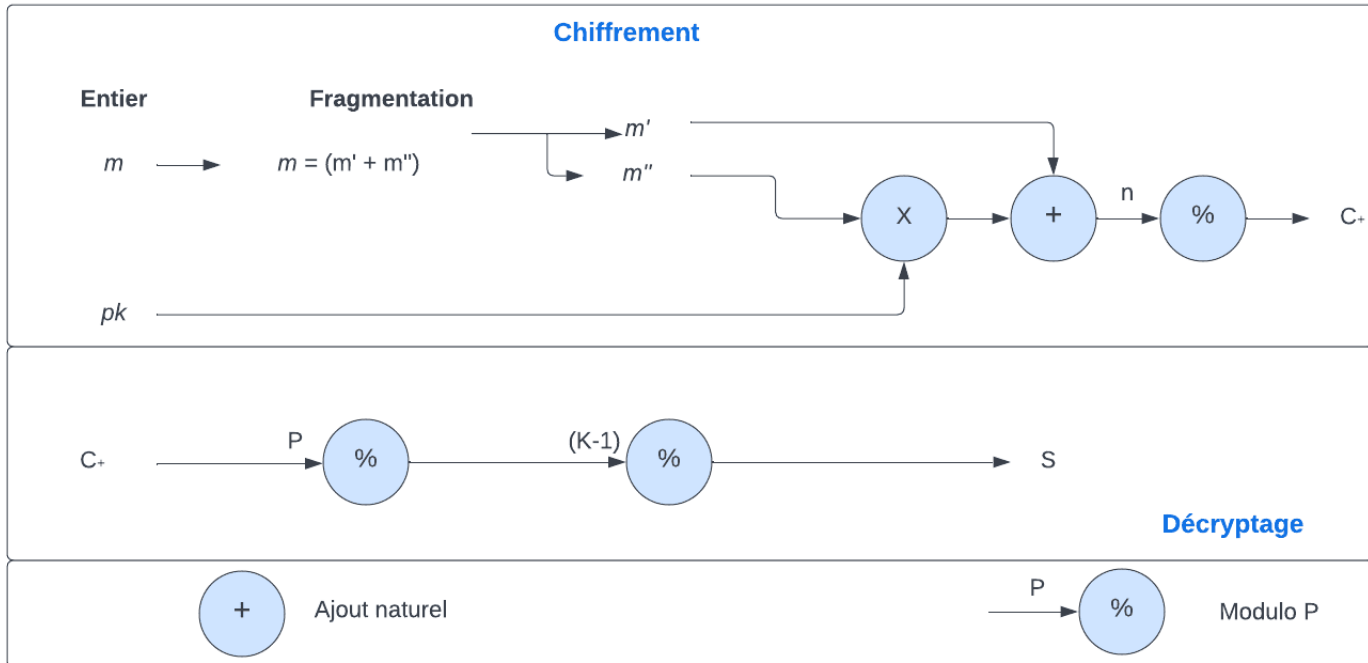 Chiffrement
Entier
Fragmentation
m
m = (m' + m")
m'
m"
X
+
n
%
C+
pk
C+
P
%
(K-1)
%
S
Décryptage
+
Ajout naturel
P
%
Modulo P